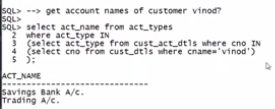 SQL> --> get account names of customer vinod?
SQL>
SQL> select act_name from act_types
  2  where act_type IN
  3  (select act_type from cust_act_dtls where cno IN
  4  (select cno from cust_dtls where cname='vinod')
  5  );
ACT_NAME
------------------------------
Savings Bank A/c.
Trading A/c.